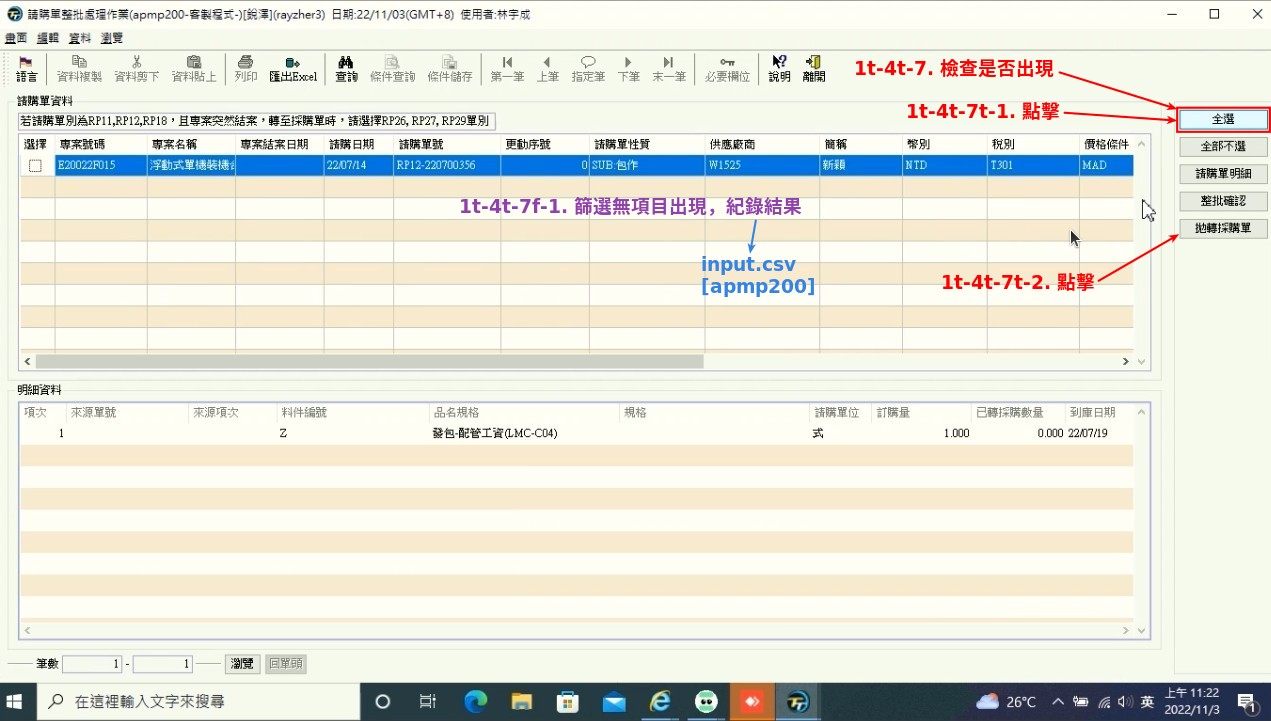 請購單整批處理作業(apmp200-客製程式-)[銳澤](rayzher3) 日期:22/11/03(GMT+8) 使用者:林宇成
畫面 編輯 資料 瀏覽
語言 資料複製 資料剪下 資料貼上 列印 匯出Excel 查詢 條件查詢 條件儲存 第一筆 上筆 指定筆 下筆 末一筆 必要欄位 說明 離開
1t-4t-7. 檢查是否出現
請購單資料
1t-4t-7t-1. 點擊
若請購單別為RP11,RP12,RP18，且專案突然結案，轉至採購單時，請選擇RP26, RP27, RP29單別
全選
選擇 專案號碼 專案名稱 專案結案日期 請購日期 請購單號 更動序號 請購單性質 供應廠商 簡稱 幣別 稅別 價格條件
全部不選
E20022F015 浮動式單機裝機台 22/07/14 RP12-220700356 0 SUB:包作 W1525 新穎 NTD T301 MAD
請購單明細
整批確認
1t-4t-7f-1. 篩選無項目出現，紀錄結果
拋轉採購單
input.csv
[apmp200]
1t-4t-7t-2. 點擊
明細資料
項次 來源單號 來源項次 料件編號 品名規格 規格 請購單位 訂購量 已轉採購數量 到庫日期
1 Z 發包-配管工資(LMC-C04) 式 1.000 0.000 22/07/19
筆數 1 - 1 瀏覽 回單頭
在這裡輸入文字來搜尋
26°C 英 上午 11:22
2022/11/3
1